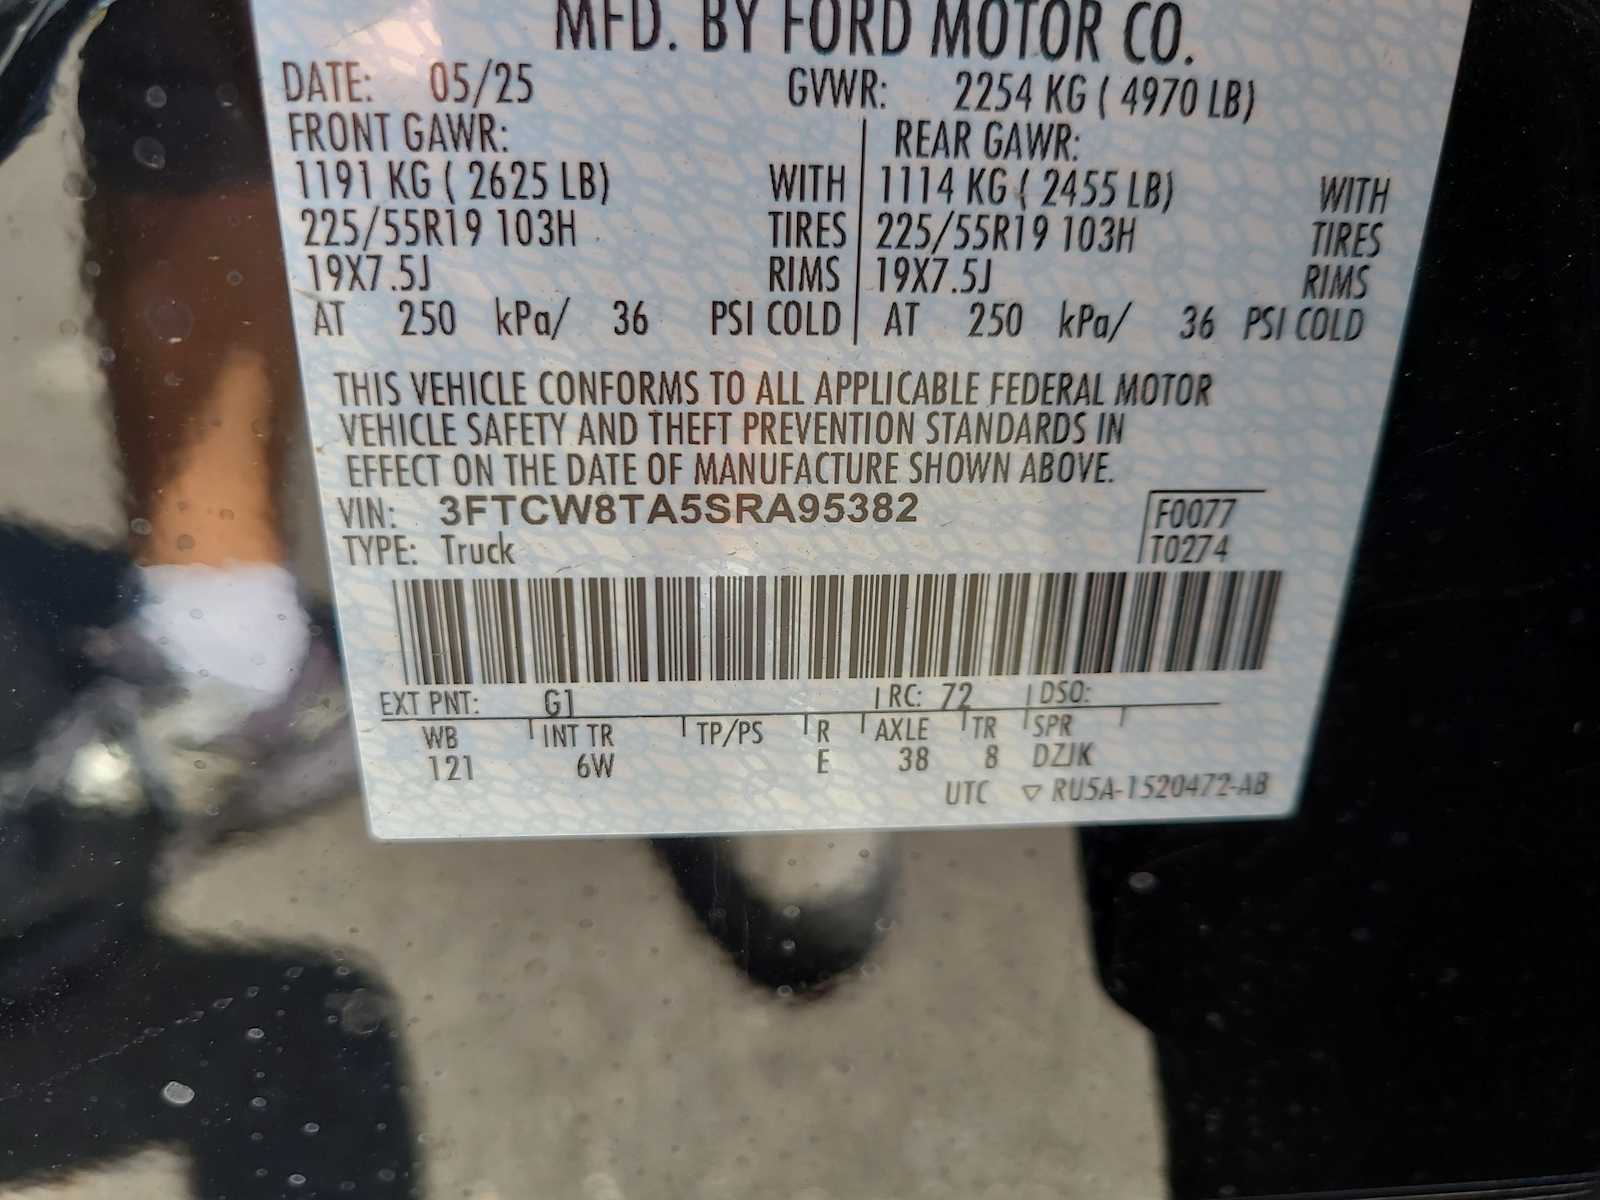 MFD. BY FORD MOTOR CO.
DATE: 05/25 GVWR: 2254 KG ( 4970 LB)
FRONT GAWR: REAR GAWR:
1191 KG ( 2625 LB) WITH 1114 KG ( 2455 LB) WITH
225/55R19 103H TIRES 225/55R19 103H TIRES
19X7.5J RIMS 19X7.5J RIMS
AT 250 kPa/ 36 PSI COLD AT 250 kPa/ 36 PSI COLD
THIS VEHICLE CONFORMS TO ALL APPLICABLE FEDERAL MOTOR
VEHICLE SAFETY AND THEFT PREVENTION STANDARDS IN
EFFECT ON THE DATE OF MANUFACTURE SHOWN ABOVE.
VIN: 3FTCW8TA5SRA95382 F0077
TYPE: Truck T0274
EXT PNT: G1 RC: 72 DSO:
WB INT TR TP/PS R AXLE TR SPR
121 6W E 38 8 DZJK
UTC ▽ RU5A-1520472-AB